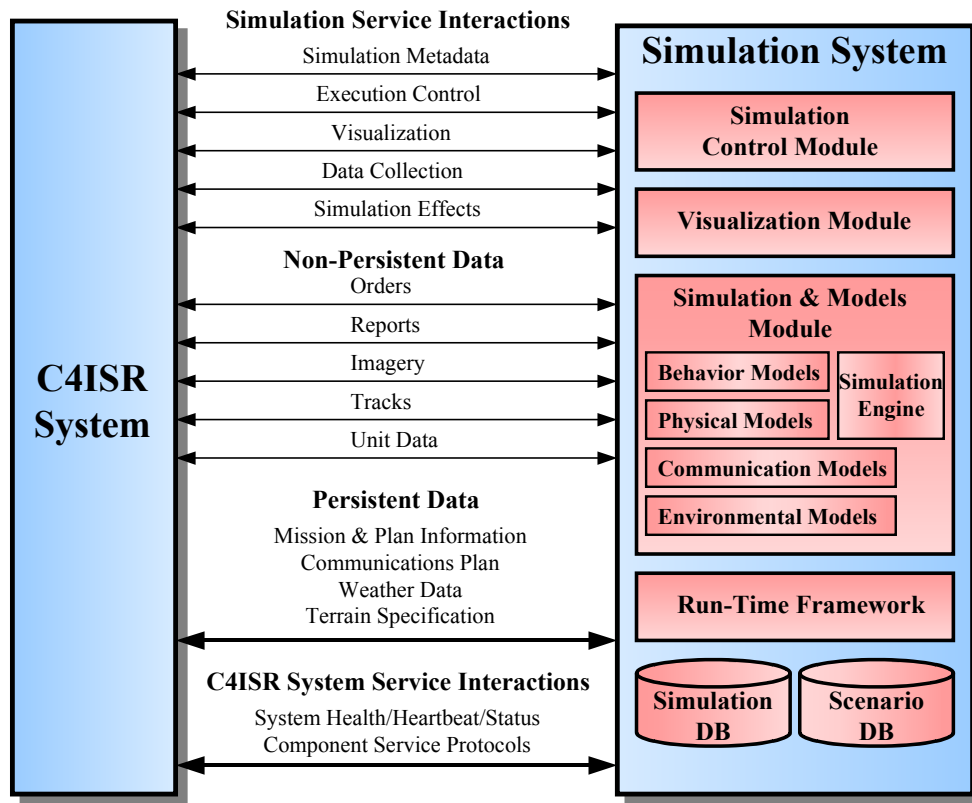 C4ISR
System
Simulation Service Interactions
Simulation Metadata
Execution Control
Visualization
Data Collection
Simulation Effects
Non-Persistent Data
Orders
Reports
Imagery
Tracks
Unit Data
Persistent Data
Mission & Plan Information
Communications Plan
Weather Data
Terrain Specification
C4ISR System Service Interactions
System Health/Heartbeat/Status
Component Service Protocols
Simulation System
Simulation
Control Module
Visualization Module
Simulation & Models
Module
Behavior Models
Physical Models
Simulation
Engine
Communication Models
Environmental Models
Run-Time Framework
Simulation
DB
Scenario
DB